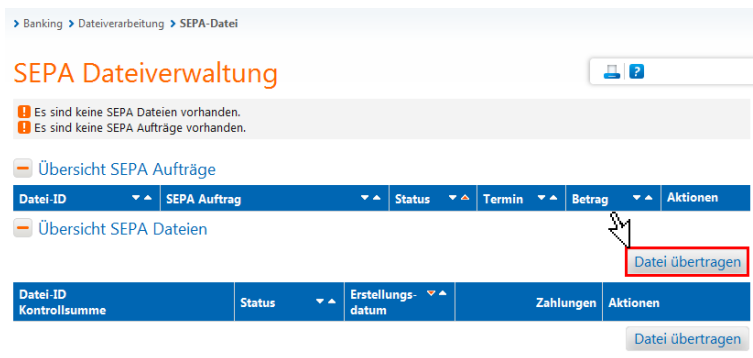 Banking Dateiverarbeitung SEPA-Datei
SEPA Dateiverwaltung
?
! Es sind keine SEPA Dateien vorhanden.
! Es sind keine SEPA Aufträge vorhanden.
Übersicht SEPA Aufträge
Datei-ID SEPA Auftrag Status Termin Betrag Aktionen
Übersicht SEPA Dateien
Datei übertragen
Datei-ID Status Erstellungs- Zahlungen Aktionen
Kontrollsumme datum
Datei übertragen